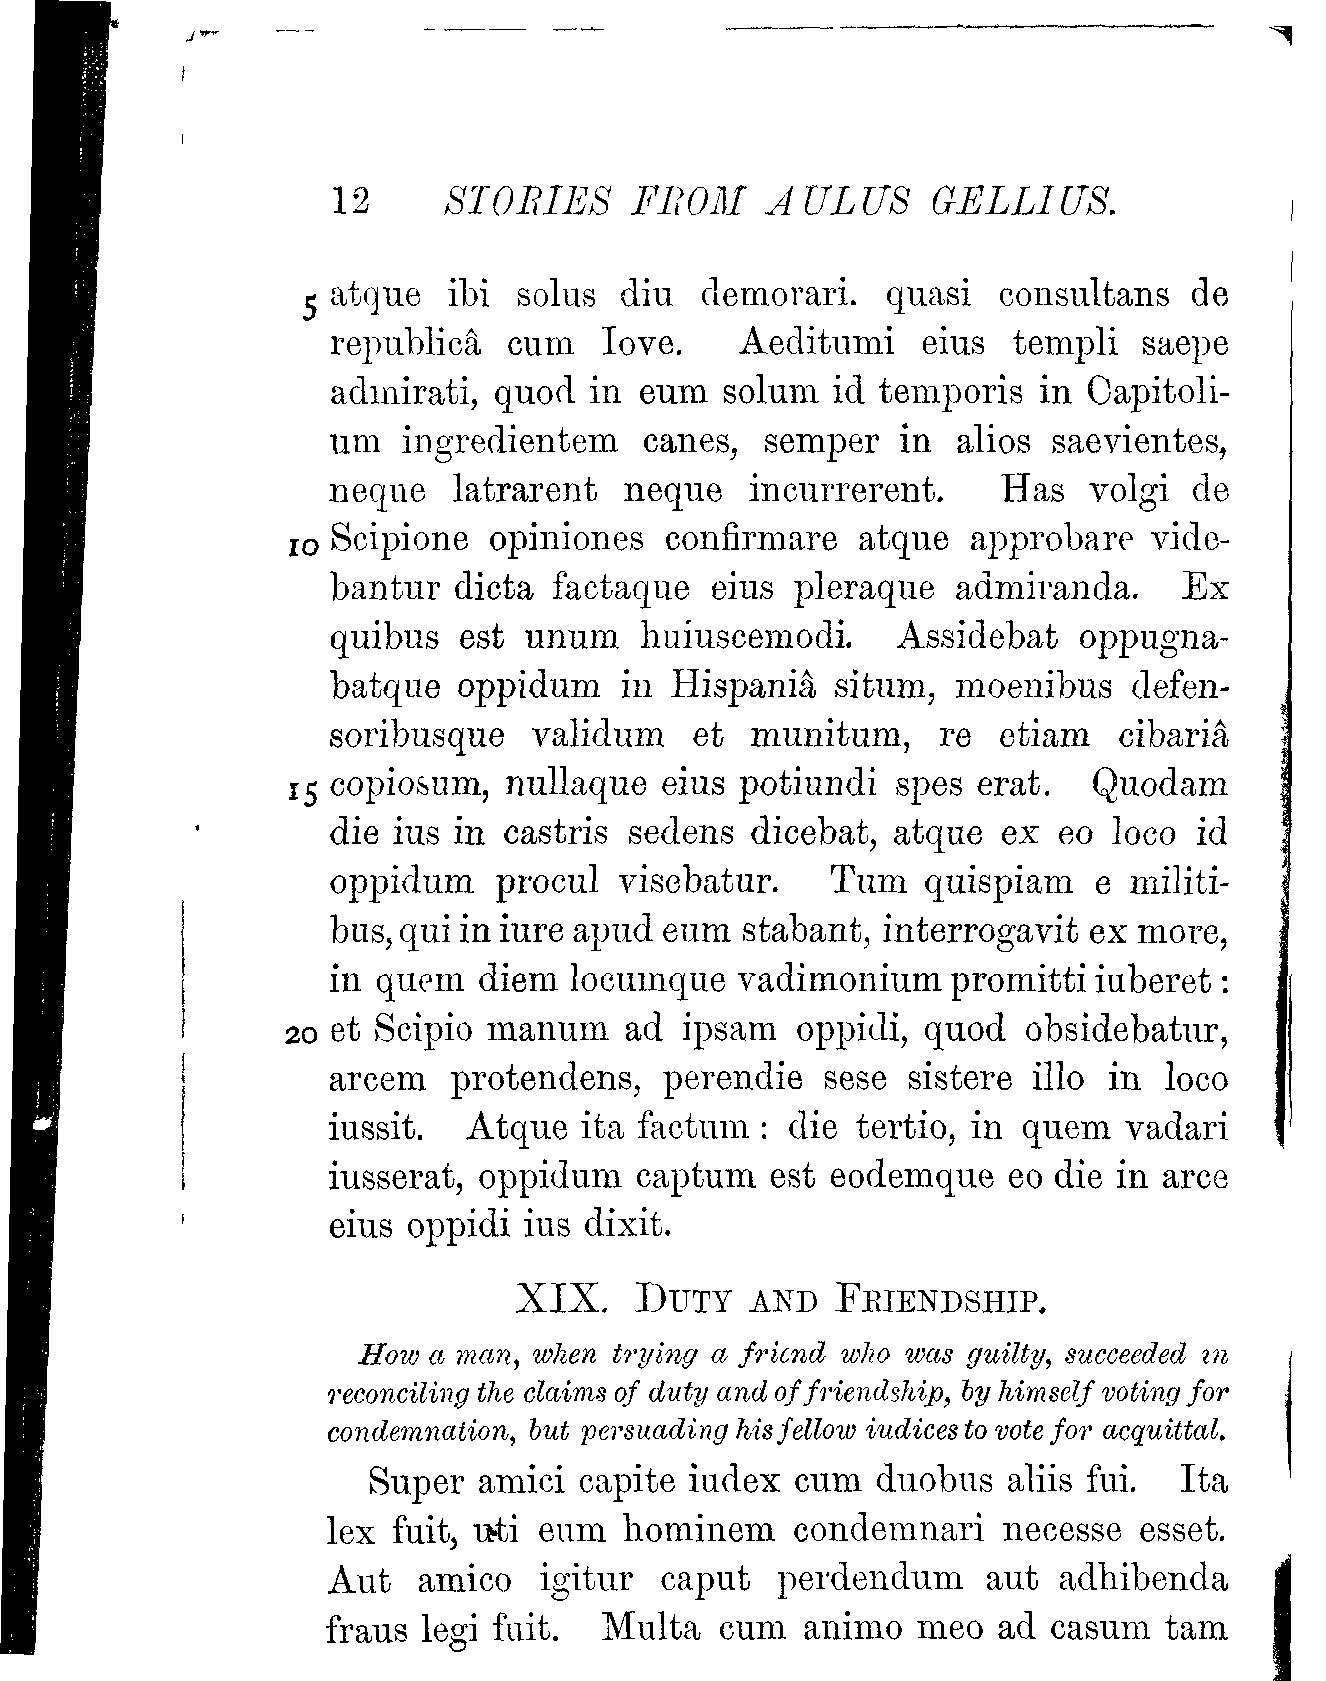 12 STORIES FROM AULUS GELLIUS.
5 atque ibi solus diu demorari. quasi consultans de
republicâ cum Iove. Aeditumi eius templi saepe
admirati, quod in eum solum id temporis in Capitoli-
um ingredientem canes, semper in alios saevientes,
neque latrarent neque incurrerent. Has volgi de
10 Scipione opiniones confirmare atque approbare vide-
bantur dicta factaque eius pleraque admiranda. Ex
quibus est unum huiuscemodi. Assidebat oppugna-
batque oppidum in Hispaniâ situm, moenibus defen-
soribusque validum et munitum, re etiam cibariâ
15 copiosum, nullaque eius potiundi spes erat. Quodam
die ius in castris sedens dicebat, atque ex eo loco id
oppidum procul visebatur. Tum quispiam e militi-
bus, qui in iure apud eum stabant, interrogavit ex more,
in quem diem locumque vadimonium promitti iuberet:
20 et Scipio manum ad ipsam oppidi, quod obsidebatur,
arcem protendens, perendie sese sistere illo in loco
iussit. Atque ita factum: die tertio, in quem vadari
iusserat, oppidum captum est eodemque eo die in arce
eius oppidi ius dixit.
XIX. DUTY AND FRIENDSHIP.
How a man, when trying a friend who was guilty, succeeded in
reconciling the claims of duty and of friendship, by himself voting for
condemnation, but persuading his fellow iudices to vote for acquittal.
Super amici capite iudex cum duobus aliis fui. Ita
lex fuit, uti eum hominem condemnari necesse esset.
Aut amico igitur caput perdendum aut adhibenda
fraus legi fuit. Multa cum animo meo ad casum tam